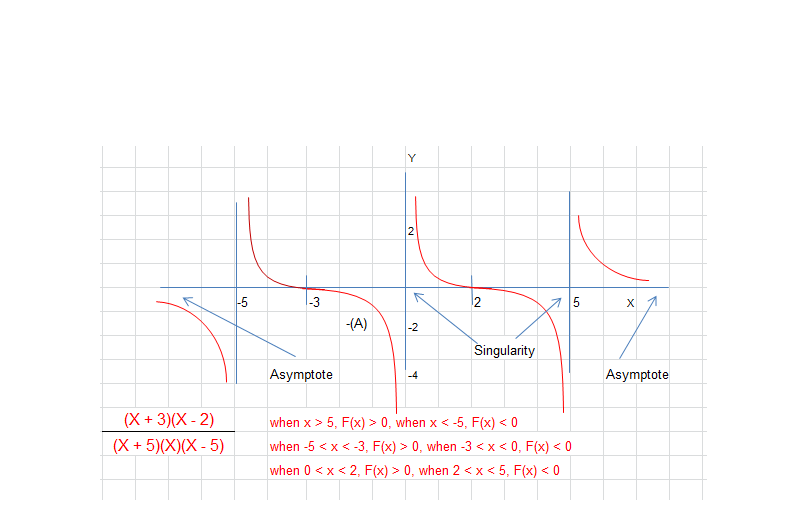 Y
2
-5
-3
2
5
X
-(A)
-2
Singularity
Asymptote
-4
Asymptote
(X + 3)(X - 2)
(X + 5)(X)(X - 5)
when x > 5, F(x) > 0, when x < -5, F(x) < 0
when -5 < x < -3, F(x) > 0, when -3 < x < 0, F(x) < 0
when 0 < x < 2, F(x) > 0, when 2 < x < 5, F(x) < 0